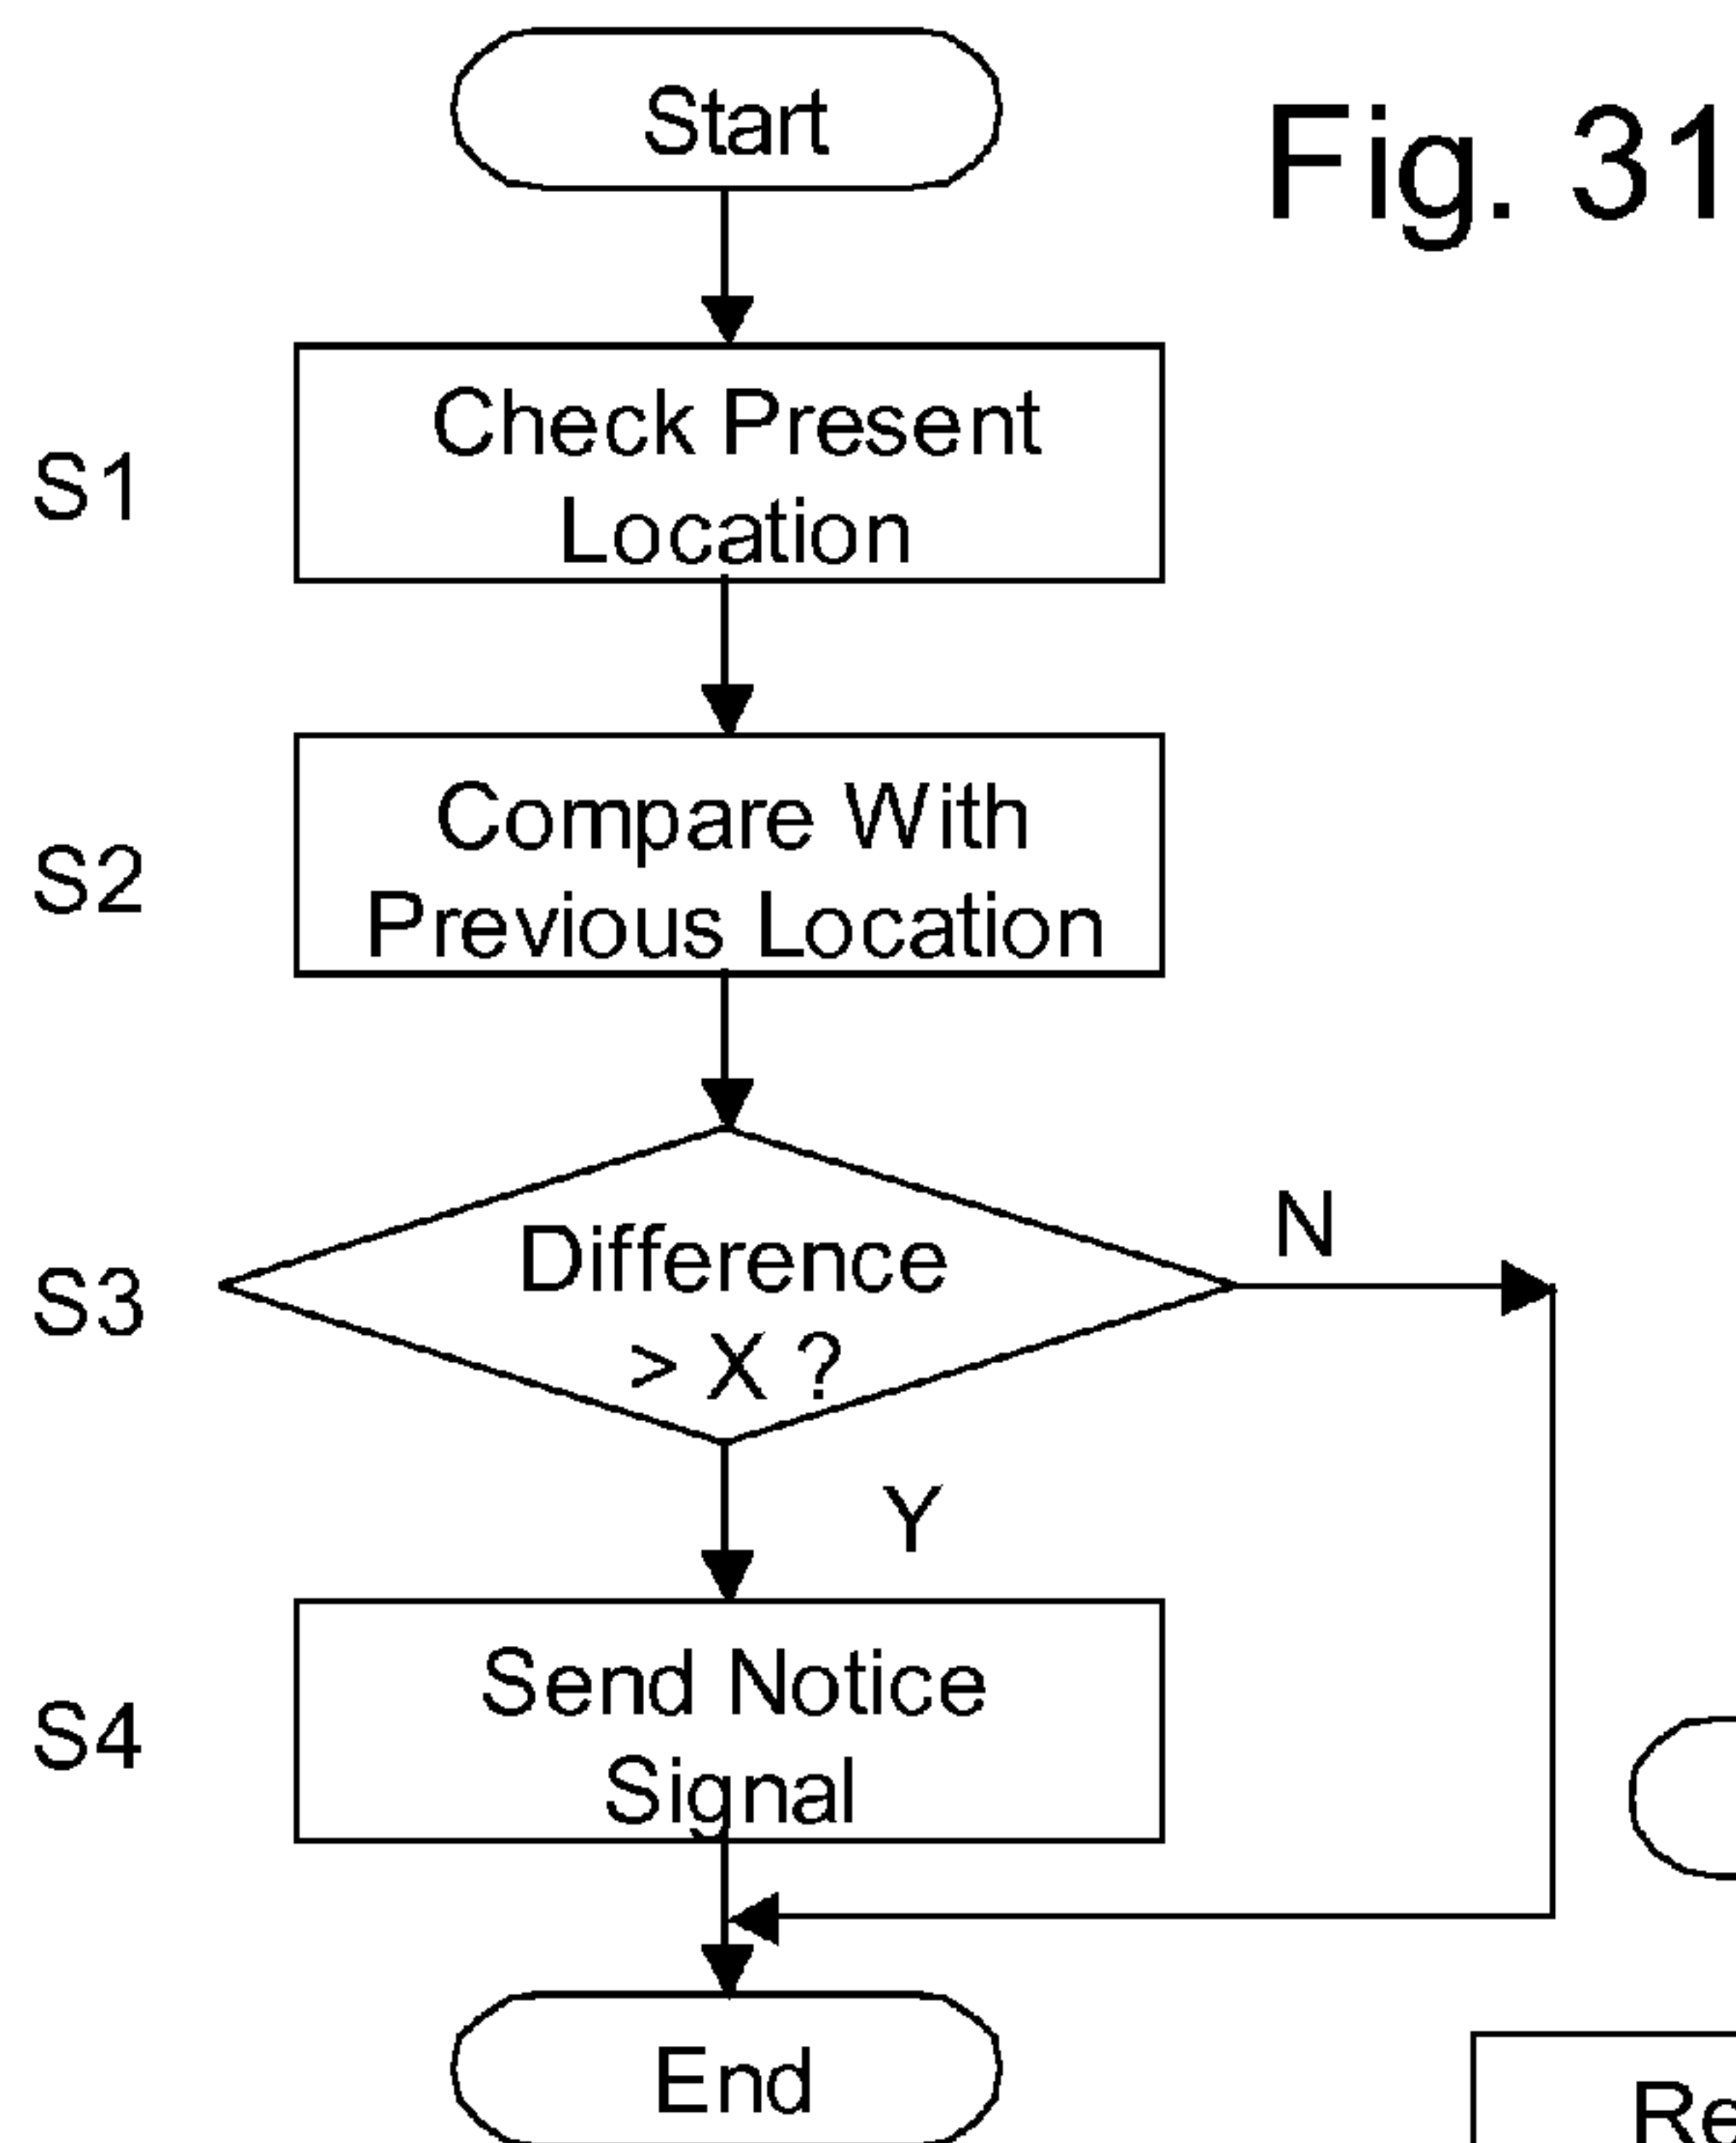 Start
Fig. 31
S1
Check Present
Location
S2
Compare With
Previous Location
S3
Difference
> X ?
N
Y
S4
Send Notice
Signal
End